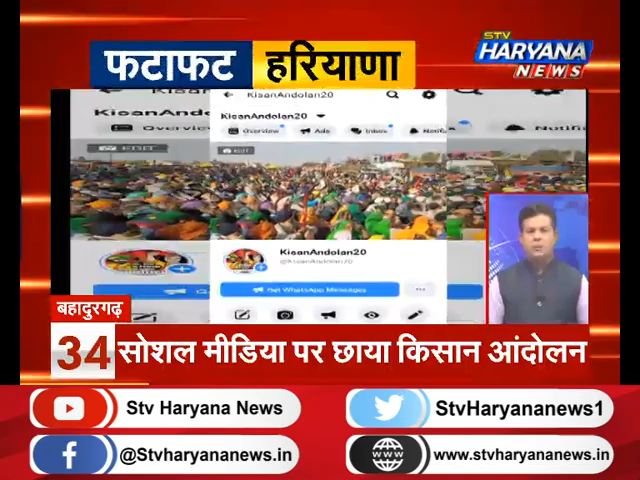 STV
HARYANA
NEWS
फटाफट
हरियाणा
KisanAndolan20
KisanAndolan20
Overview
Ads
Inbox
EDIT
KisanAndolan20
@KisanAndolan20
Get WhatsApp Messages
बहादुरगढ़
34 सोशल मीडिया पर छाया किसान आंदोलन
Stv Haryana News
StvHaryananews1
@Stvharyananews.in
www.stvharyananews.in